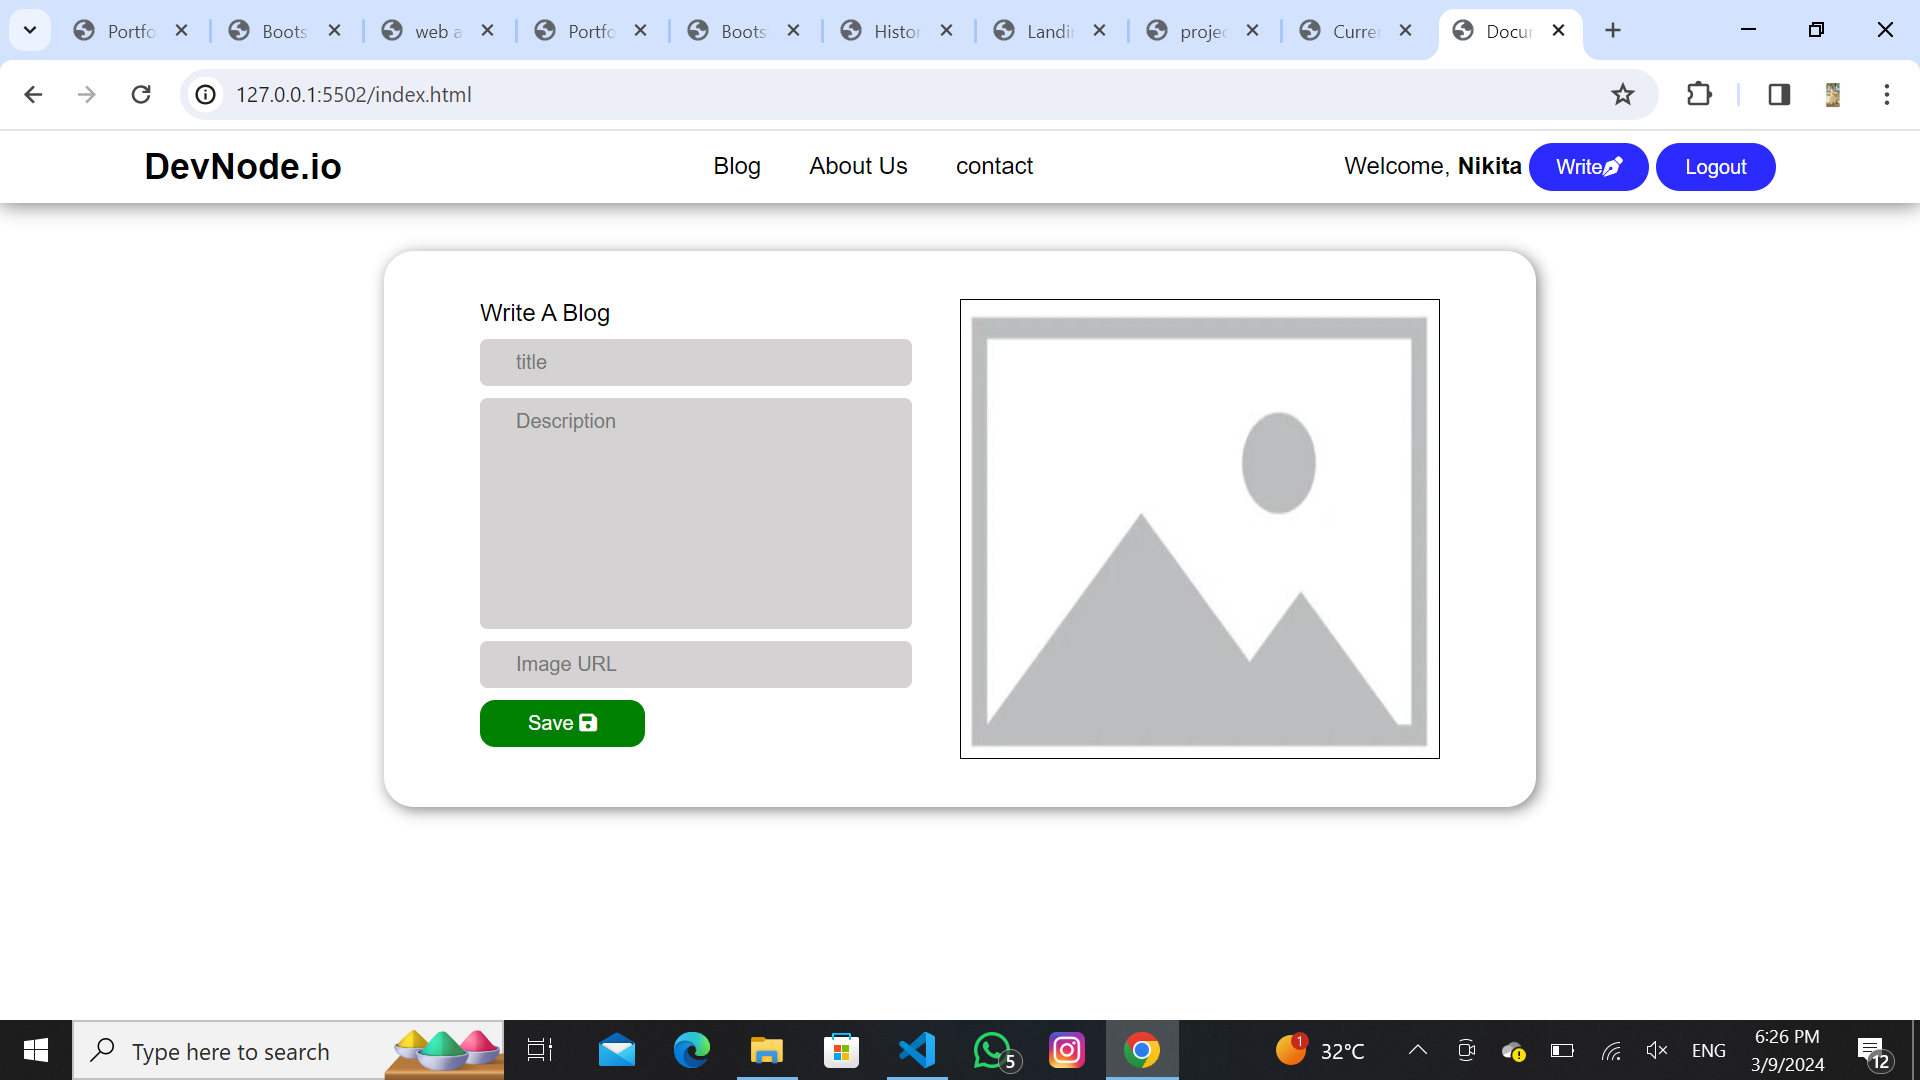 Portfo Boots web a Portfo Boots Histor Landi projec Currer Docur
127.0.0.1:5502/index.html
DevNode.io Blog About Us contact Welcome, Nikita Write Logout
Write A Blog
title
Description
Image URL
Save
Type here to search 5 1 32°C ENG 6:26 PM 12
3/9/2024